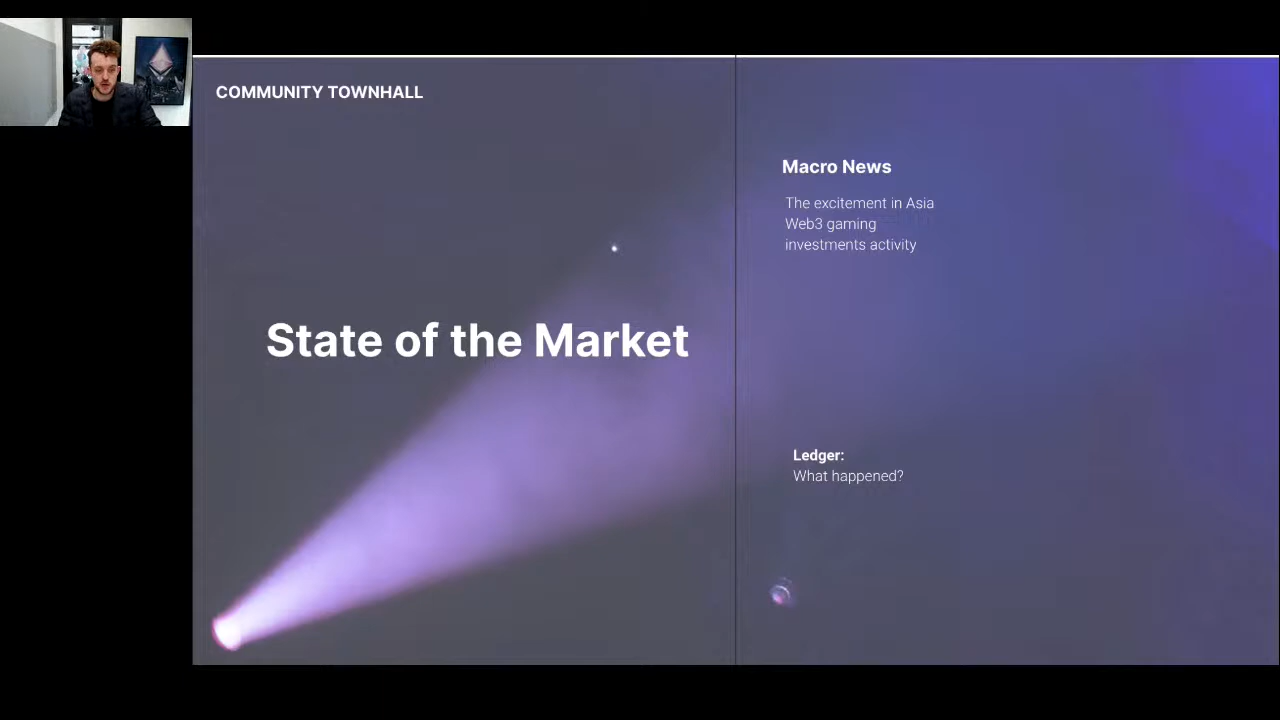 COMMUNITY TOWNHALL
State of the Market
Macro News
The excitement in Asia
Web3 gaming
investments activity
Ledger:
What happened?